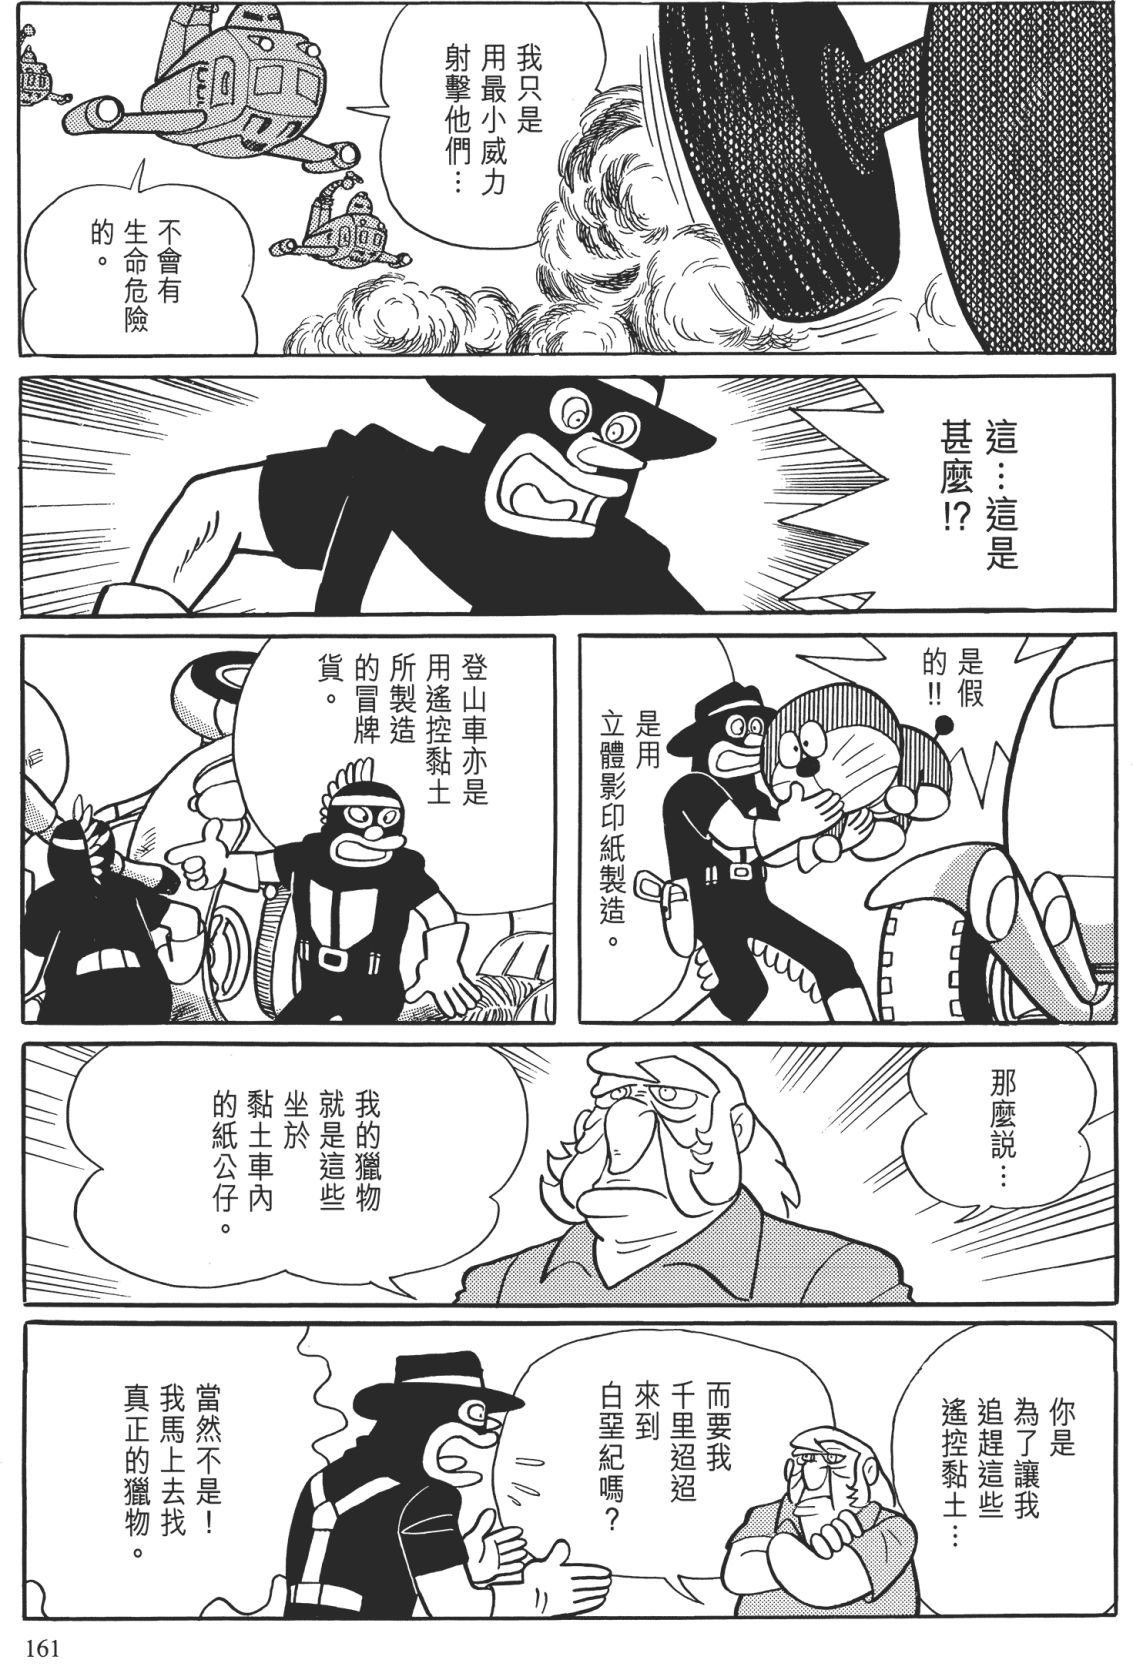 我只是
用最小威力
射擊他們…
不會有
生命危險
的。
這…這是
甚麼!?
是假
的!!
是用
立體影印紙製造。
登山車亦是
用遙控黏土
所製造
的冒牌
貨。
那麼説…
我的獵物
就是這些
坐於
黏土車內
的紙公仔。
你是
為了讓我
追趕這些
遙控黏土…
而要我
千里迢迢
來到
白堊紀嗎？
當然不是！
我馬上去找
真正的獵物。
161